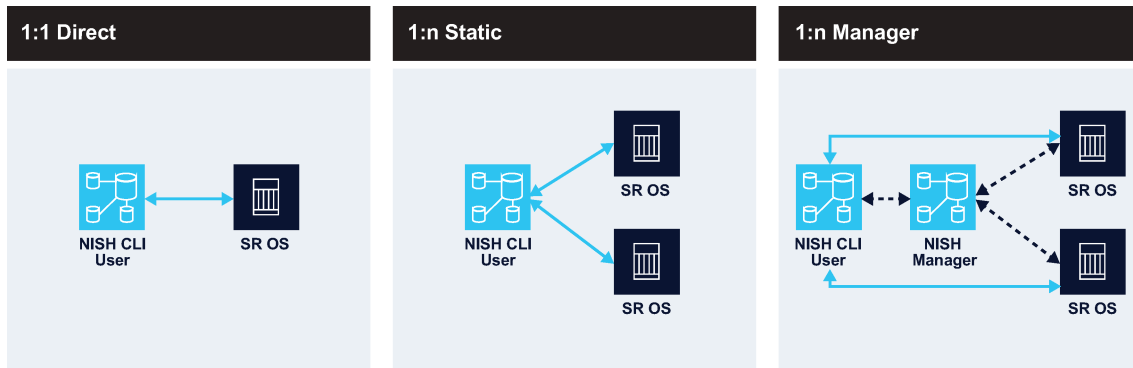 1:1 Direct
NISH CLI
User
SR OS
1:n Static
SR OS
NISH CLI
User
SR OS
1:n Manager
SR OS
NISH CLI
User
NISH
Manager
SR OS